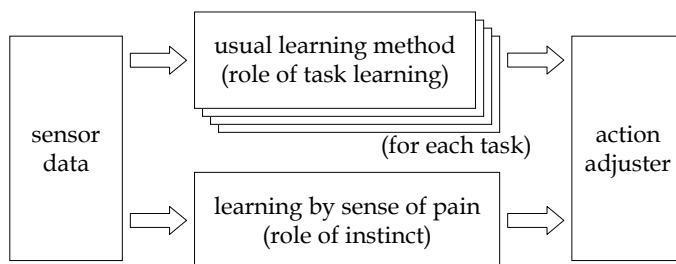 sensor
data
usual learning method
(role of task learning)
(for each task)
learning by sense of pain
(role of instinct)
action
adjuster